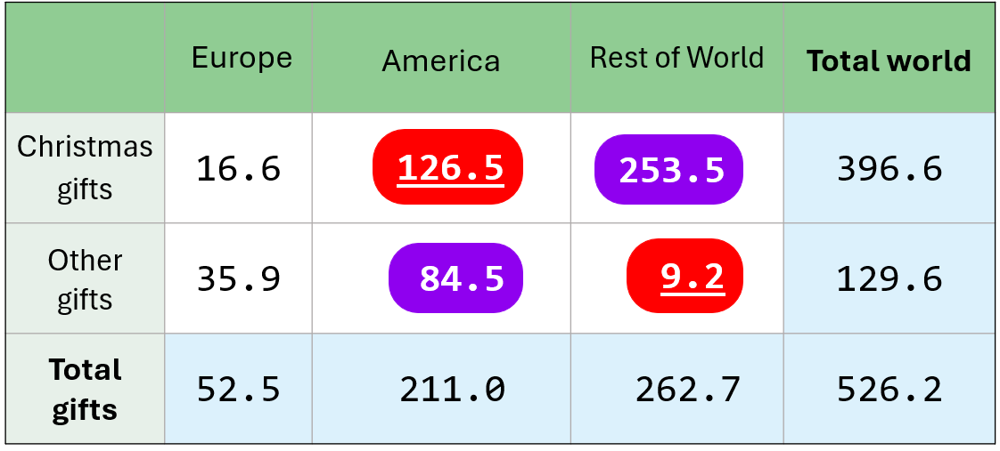 Europe America Rest of World Total world
Christmas
gifts
16.6 126.5 253.5 396.6
Other
gifts
35.9 84.5 9.2 129.6
Total
gifts
52.5 211.0 262.7 526.2